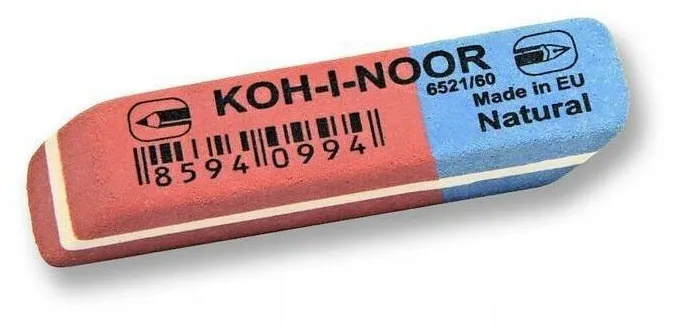 KOH-I-NOOR
6521/60
Made in EU
Natural
8594 0994